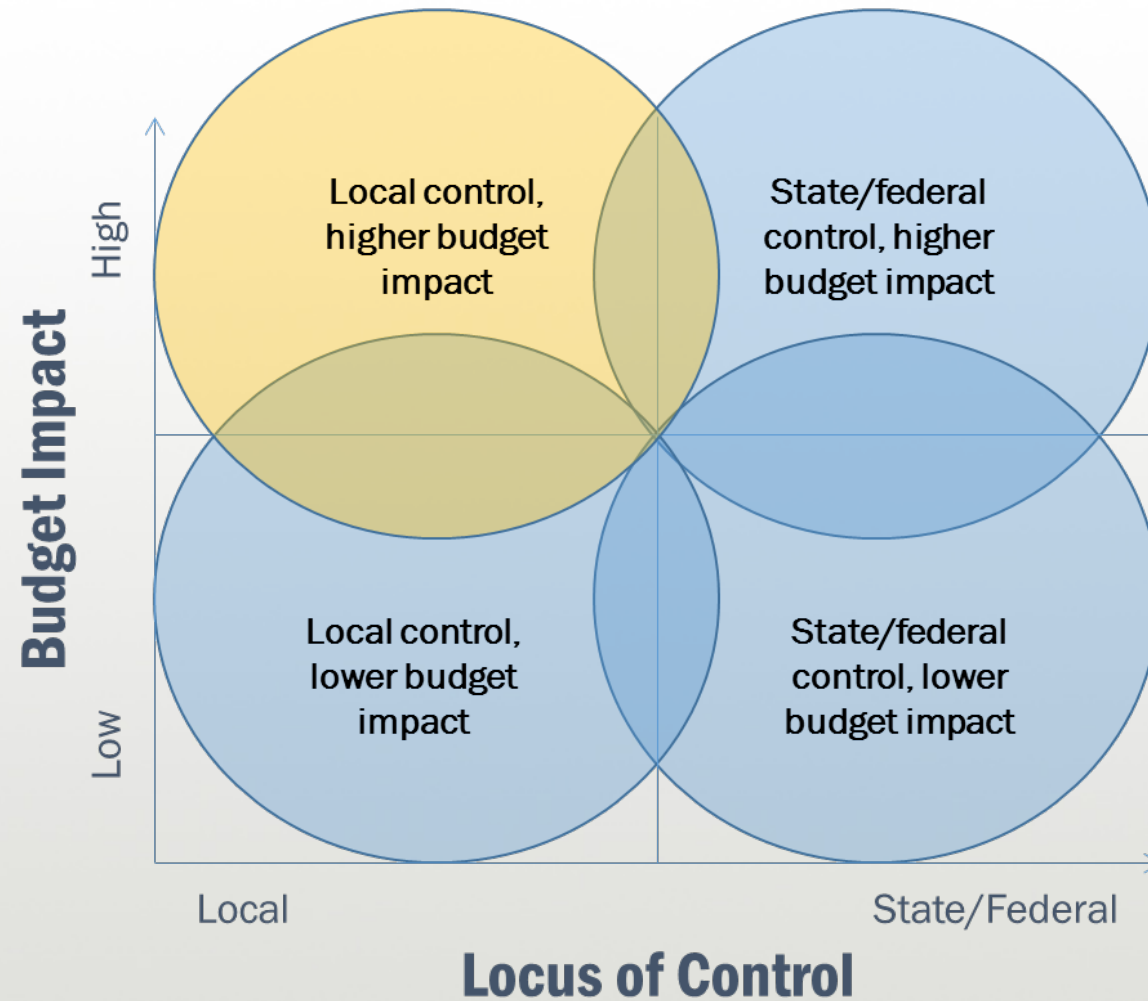 Budget Impact
High
Low
Local control,
higher budget
impact
State/federal
control, higher
budget impact
Local control,
lower budget
impact
State/federal
control, lower
budget impact
Local
State/Federal
Locus of Control